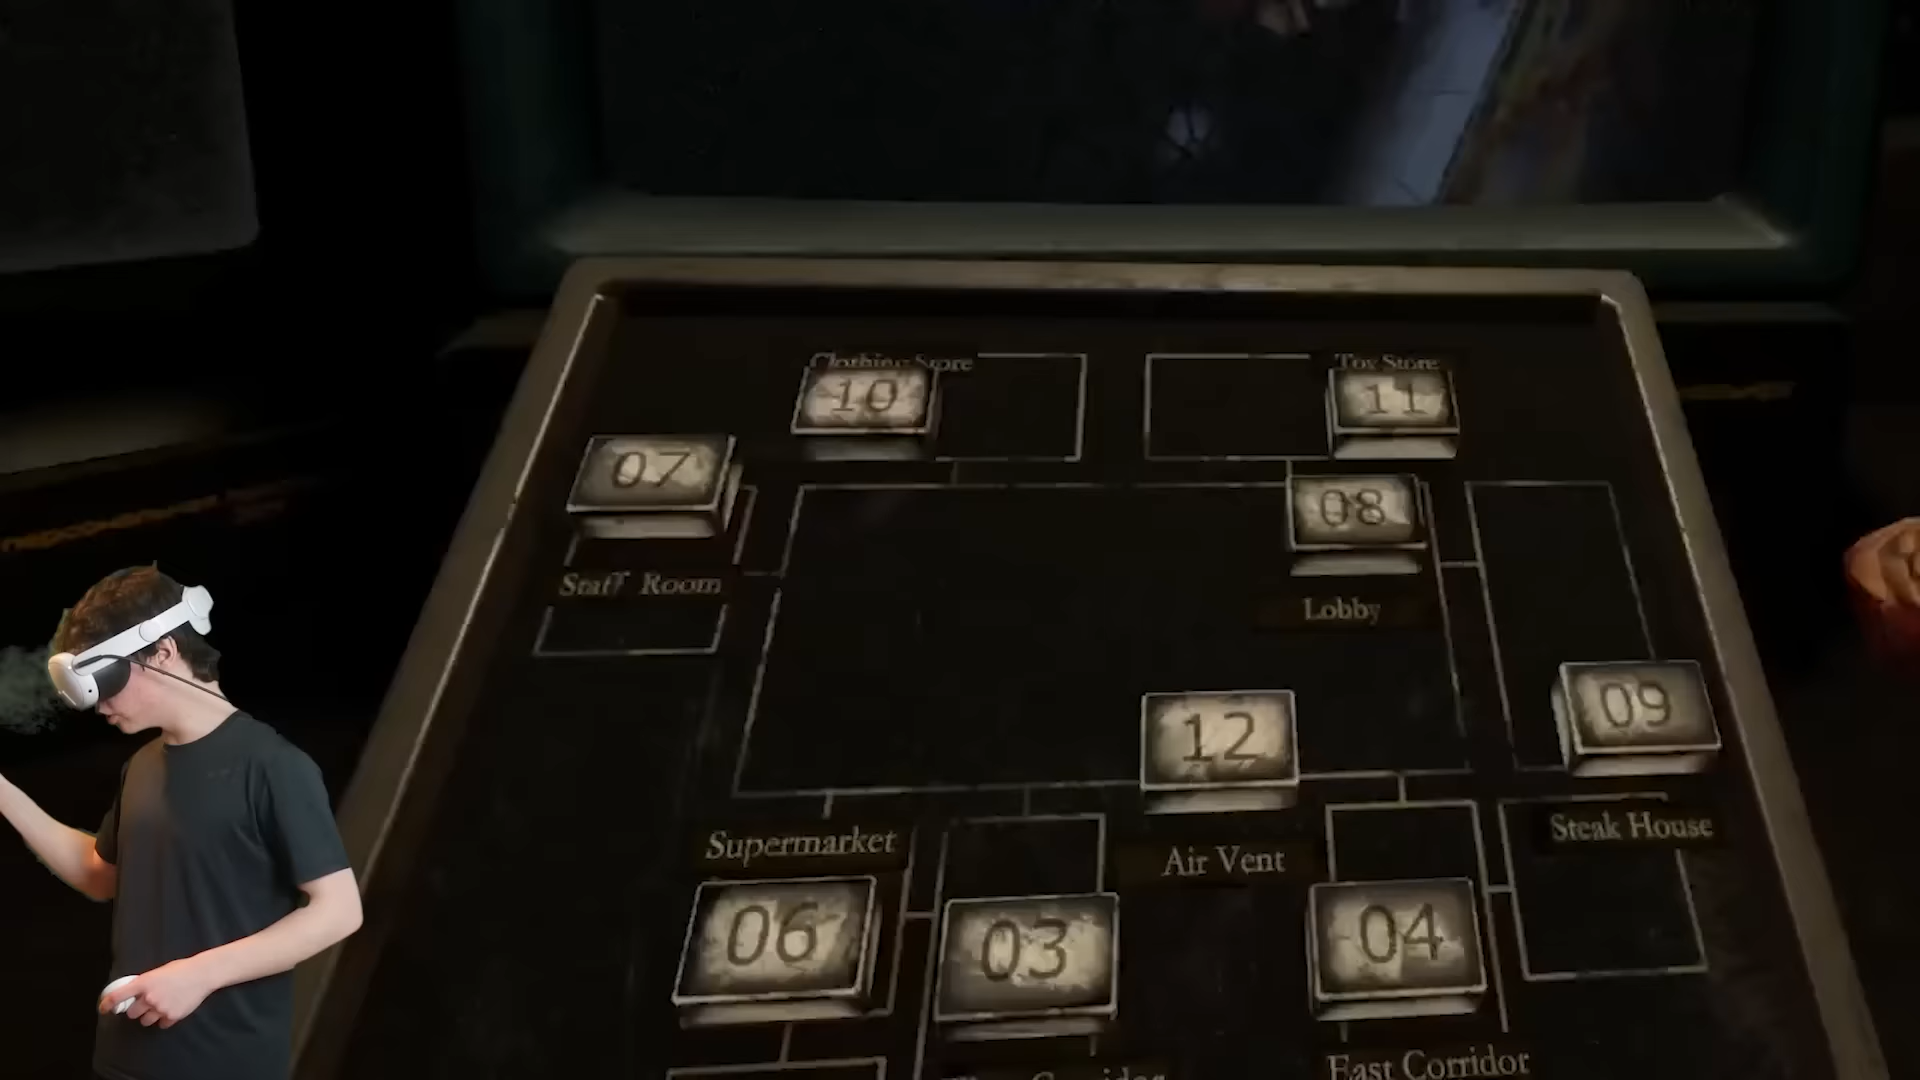 Clothing Store
Toy Store
10
11
07
08
Staff Room
Lobby
09
12
Supermarket
Air Vent
Steak House
06
03
04
East Corridor